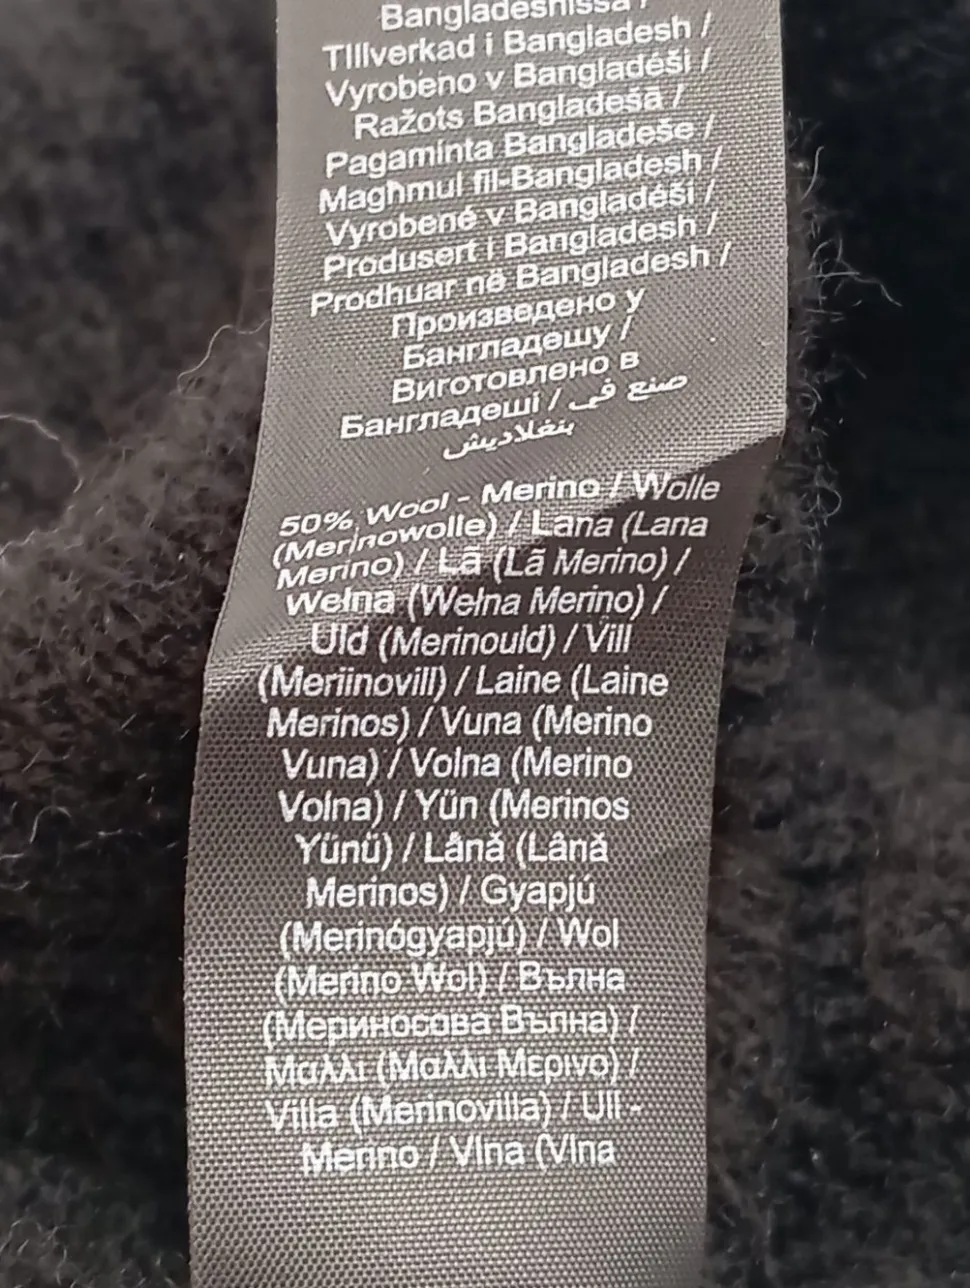 Bangladeshissa /
Tillverkad i Bangladesh /
Vyrobeno v Bangladéši /
Ražots Bangladešā /
Pagaminta Bangladeše /
Magħmul fil-Bangladesh /
Vyrobené v Bangladéši /
Produsert i Bangladesh /
Prodhuar në Bangladesh /
Произведено у
Бангладешу /
Виготовлено в
Бангладеші / صنع في
بنغلاديش
50% Wool - Merino / Wolle
(Merinowolle) / Lana (Lana
Merino) / Lã (Lã Merino) /
Wełna (Wełna Merino) /
Uld (Merinould) / Vill
(Meriinovill) / Laine (Laine
Merinos) / Vuna (Merino
Vuna) / Volna (Merino
Volna) / Yün (Merinos
Yünü) / Lână (Lână
Merinos) / Gyapjú
(Merinógyapjú) / Wol
(Merino Wol) / Вълна
(Мериносова Вълна) /
Μαλλι (Μαλλι Μερινο) /
Villa (Merinovilla) / Ull -
Merino / Vlna (Vlna